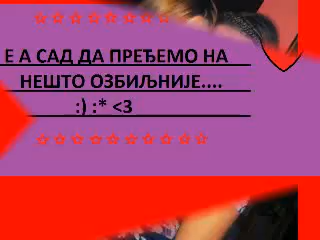 Е А САД ДА ПРЕЂЕМО НА
НЕШТО ОЗБИЉНИЈЕ....
:) :* <3